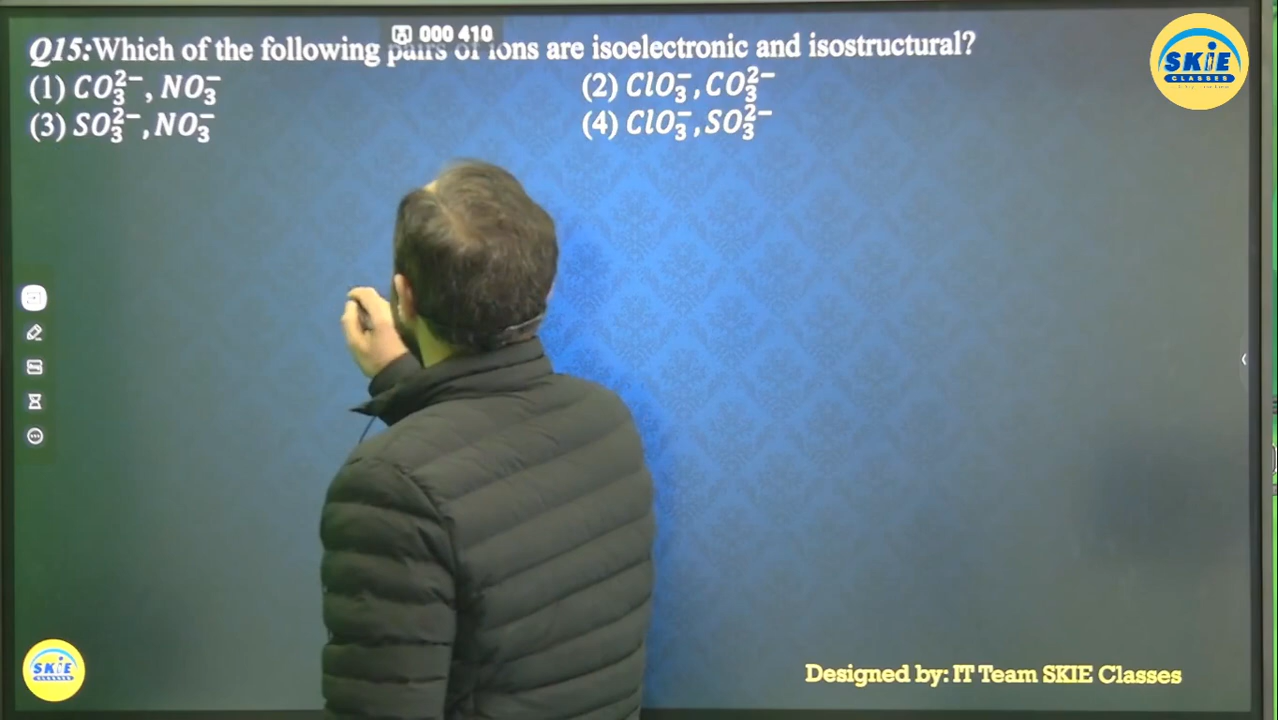 000 410
Q15:Which of the following pairs of ions are isoelectronic and isostructural?
(1) CO₃²⁻, NO₃⁻ (2) ClO₃⁻, CO₃²⁻
(3) SO₃²⁻, NO₃⁻ (4) ClO₃⁻, SO₃²⁻
SKiE
CLASSES
SKiE
CLASSES
Designed by: IT Team SKIE Classes